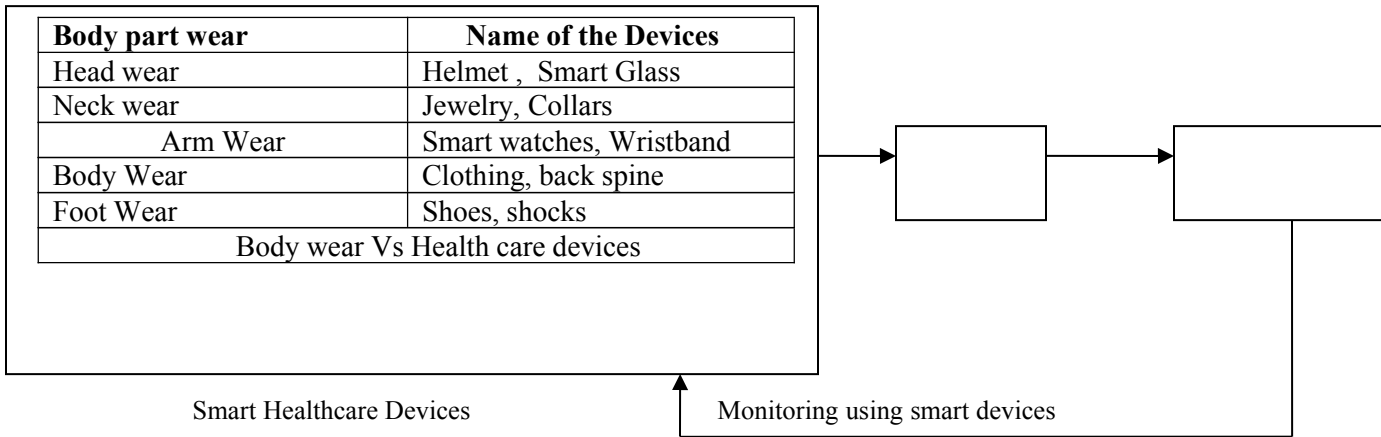 Body part wear Name of the Devices
Head wear Helmet , Smart Glass
Neck wear Jewelry, Collars
Arm Wear Smart watches, Wristband
Body Wear Clothing, back spine
Foot Wear Shoes, shocks
Body wear Vs Health care devices
Smart Healthcare Devices Monitoring using smart devices